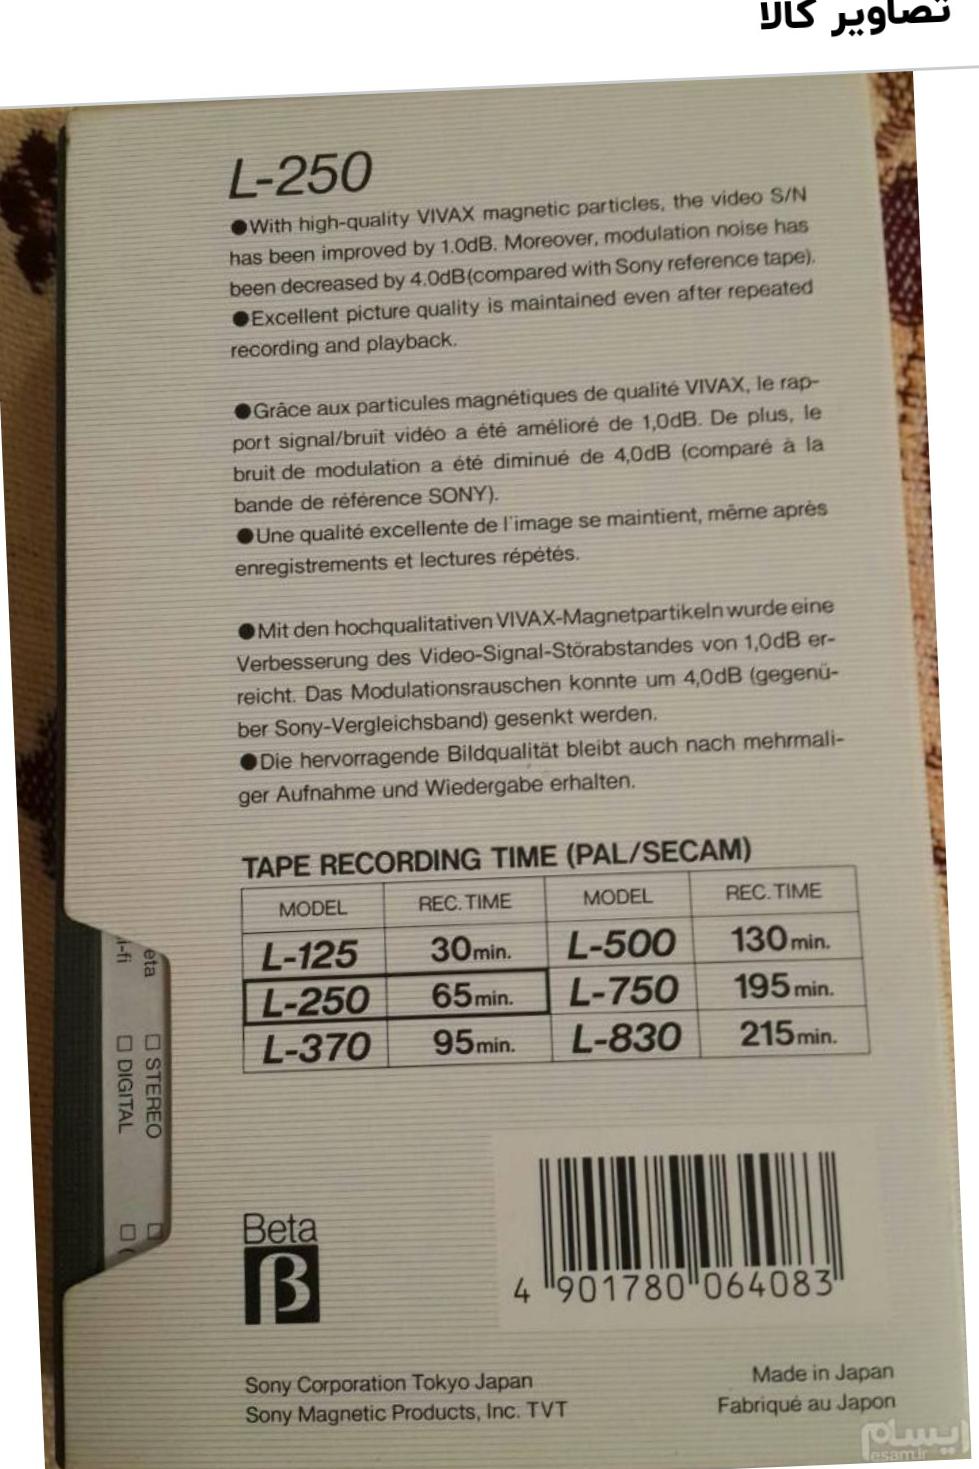 تصاویر کالا
L-250
●With high-quality VIVAX magnetic particles, the video S/N
has been improved by 1.0dB. Moreover, modulation noise has
been decreased by 4.0dB(compared with Sony reference tape).
●Excellent picture quality is maintained even after repeated
recording and playback.
●Grâce aux particules magnétiques de qualité VIVAX, le rap-
port signal/bruit vidéo a été amélioré de 1,0dB. De plus, le
bruit de modulation a été diminué de 4,0dB (comparé à la
bande de référence SONY).
●Une qualité excellente de l'image se maintient, même après
enregistrements et lectures répétés.
●Mit den hochqualitativen VIVAX-Magnetpartikeln wurde eine
Verbesserung des Video-Signal-Störabstandes von 1,0dB er-
reicht. Das Modulationsrauschen konnte um 4,0dB (gegenü-
ber Sony-Vergleichsband) gesenkt werden.
●Die hervorragende Bildqualität bleibt auch nach mehrmali-
ger Aufnahme und Wiedergabe erhalten.
TAPE RECORDING TIME (PAL/SECAM)
MODEL REC. TIME MODEL REC. TIME
L-125 30min. L-500 130min.
L-250 65min. L-750 195min.
L-370 95min. L-830 215min.
eta □ STEREO
i-fi □ DIGITAL
Beta
β
4 901780 064083
Sony Corporation Tokyo Japan
Sony Magnetic Products, Inc. TVT
Made in Japan
Fabriqué au Japon
ایسام
esam.ir